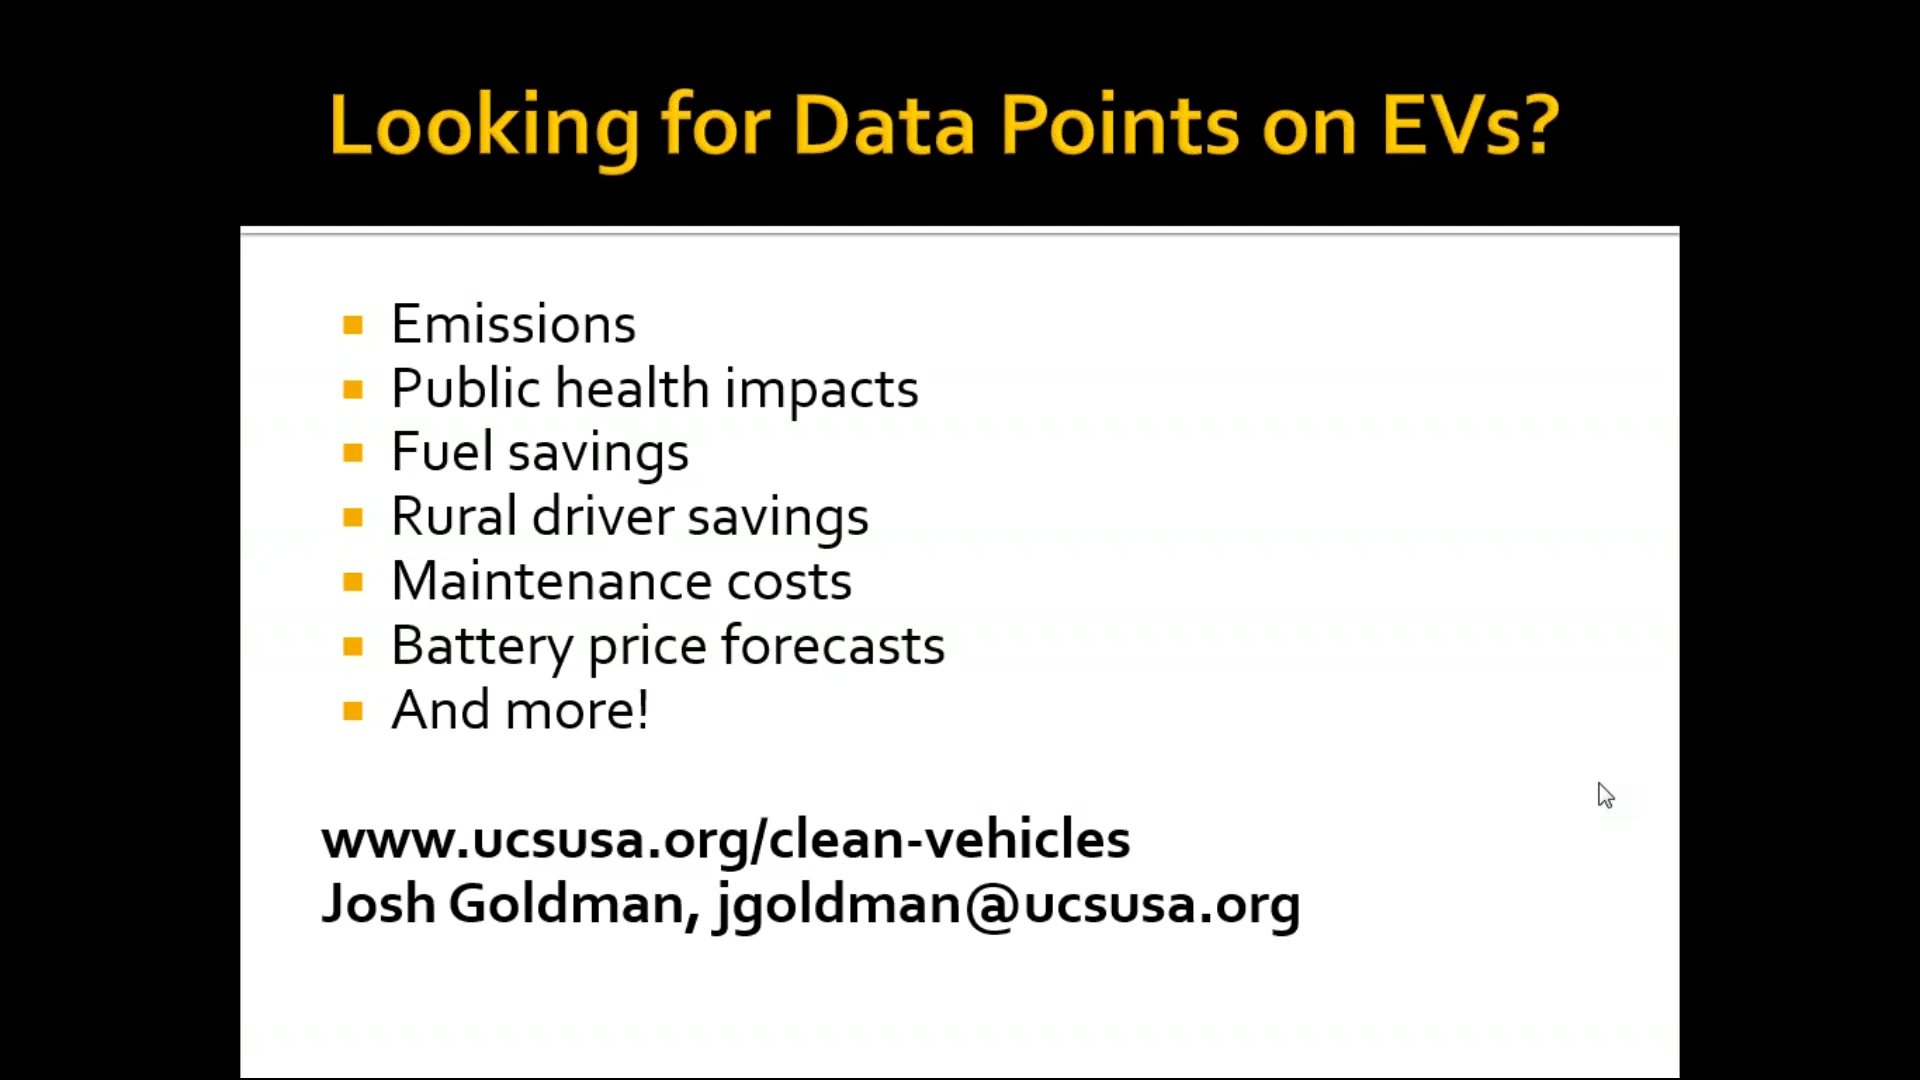 Looking for Data Points on EVs?
Emissions
Public health impacts
Fuel savings
Rural driver savings
Maintenance costs
Battery price forecasts
And more!
www.ucsusa.org/clean-vehicles
Josh Goldman, jgoldman@ucsusa.org